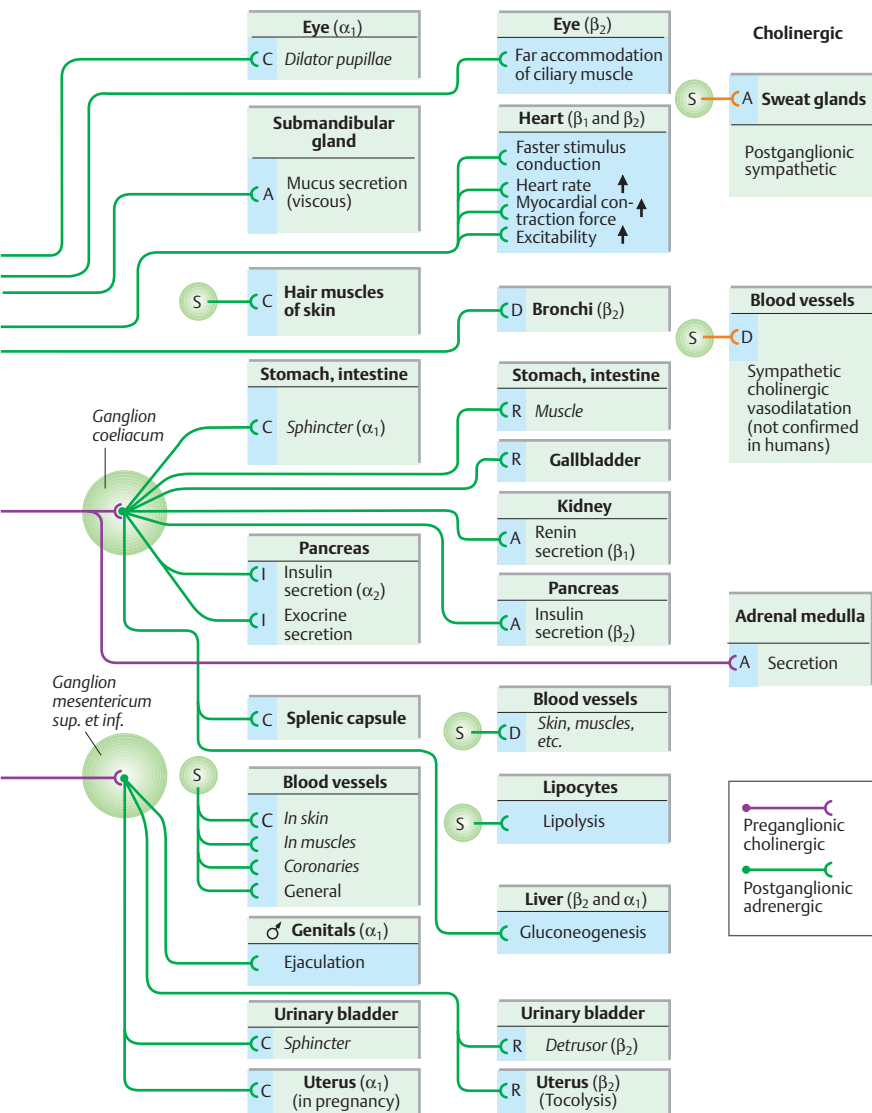 Eye (α₁)
C Dilator pupillae
Submandibular
gland
A Mucus secretion
(viscous)
S C Hair muscles
of skin
Stomach, intestine
C Sphincter (α₁)
Ganglion
coeliacum
Pancreas
I Insulin
secretion (α₂)
I Exocrine
secretion
Ganglion
mesentericum
sup. et inf.
C Splenic capsule
S
Blood vessels
C In skin
In muscles
Coronaries
General
♂ Genitals (α₁)
Ejaculation
Urinary bladder
C Sphincter
C Uterus (α₁)
(in pregnancy)
Eye (β₂)
Far accommodation
of ciliary muscle
Heart (β₁ and β₂)
Faster stimulus
conduction
Heart rate
Myocardial con-
traction force
Excitability
D Bronchi (β₂)
Stomach, intestine
R Muscle
R Gallbladder
Kidney
A Renin
secretion (β₁)
Pancreas
A Insulin
secretion (β₂)
Blood vessels
S D Skin, muscles,
etc.
Lipocytes
S Lipolysis
Liver (β₂ and α₁)
Gluconeogenesis
Urinary bladder
R Detrusor (β₂)
R Uterus (β₂)
(Tocolysis)
Cholinergic
S A Sweat glands
Postganglionic
sympathetic
Blood vessels
S D
Sympathetic
cholinergic
vasodilatation
(not confirmed
in humans)
Adrenal medulla
A Secretion
Preganglionic
cholinergic
Postganglionic
adrenergic